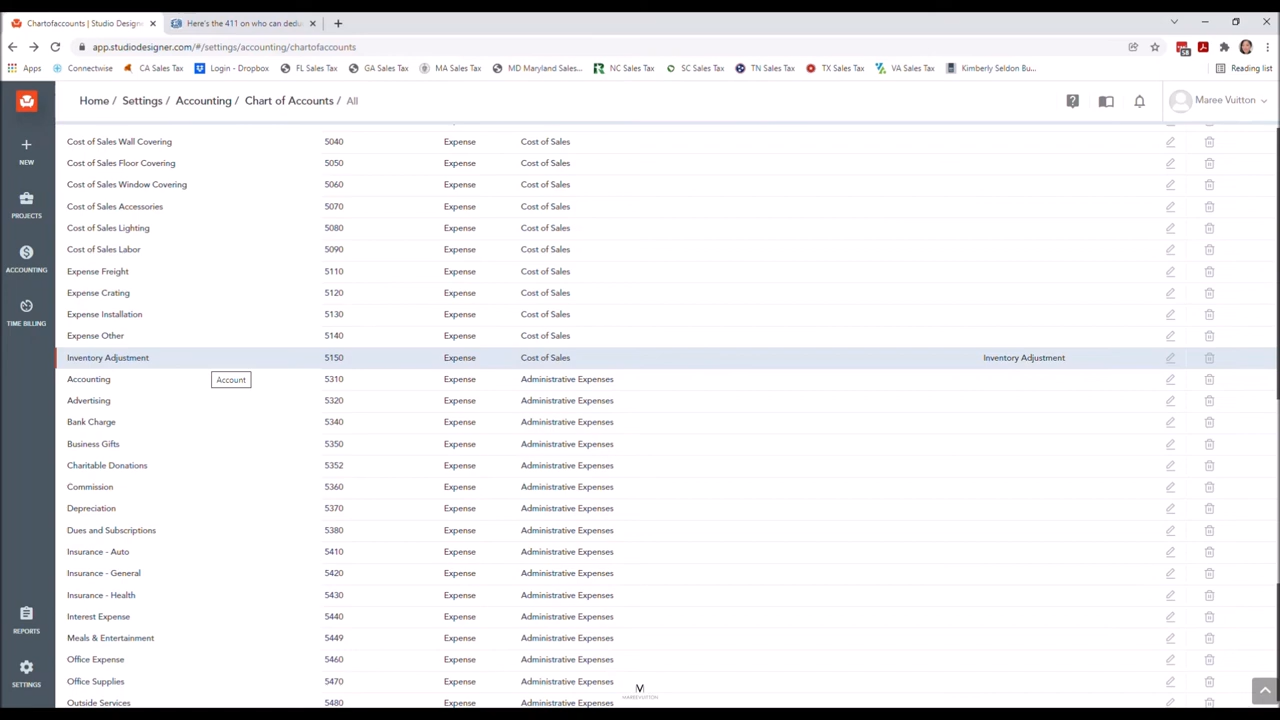 Chartofaccounts | Studio Design
Here's the 411 on who can dedu
app.studiodesigner.com/#/settings/accounting/chartofaccounts
58
Apps Connectwise CA Sales Tax Login - Dropbox FL Sales Tax GA Sales Tax MA Sales Tax MD Maryland Sales... NC Sales Tax SC Sales Tax TN Sales Tax TX Sales Tax VA Sales Tax Kimberly Seldon Bu... Reading list
Home / Settings / Accounting / Chart of Accounts / All
Maree Vuitton
NEW
PROJECTS
ACCOUNTING
TIME BILLING
REPORTS
SETTINGS
Cost of Sales Wall Covering 5040 Expense Cost of Sales
Cost of Sales Floor Covering 5050 Expense Cost of Sales
Cost of Sales Window Covering 5060 Expense Cost of Sales
Cost of Sales Accessories 5070 Expense Cost of Sales
Cost of Sales Lighting 5080 Expense Cost of Sales
Cost of Sales Labor 5090 Expense Cost of Sales
Expense Freight 5110 Expense Cost of Sales
Expense Crating 5120 Expense Cost of Sales
Expense Installation 5130 Expense Cost of Sales
Expense Other 5140 Expense Cost of Sales
Inventory Adjustment 5150 Expense Cost of Sales Inventory Adjustment
Accounting 5310 Expense Administrative Expenses
Account
Advertising 5320 Expense Administrative Expenses
Bank Charge 5340 Expense Administrative Expenses
Business Gifts 5350 Expense Administrative Expenses
Charitable Donations 5352 Expense Administrative Expenses
Commission 5360 Expense Administrative Expenses
Depreciation 5370 Expense Administrative Expenses
Dues and Subscriptions 5380 Expense Administrative Expenses
Insurance - Auto 5410 Expense Administrative Expenses
Insurance - General 5420 Expense Administrative Expenses
Insurance - Health 5430 Expense Administrative Expenses
Interest Expense 5440 Expense Administrative Expenses
Meals & Entertainment 5449 Expense Administrative Expenses
Office Expense 5460 Expense Administrative Expenses
Office Supplies 5470 Expense Administrative Expenses
MAREE VUITTON
Outside Services 5480 Expense Administrative Expenses